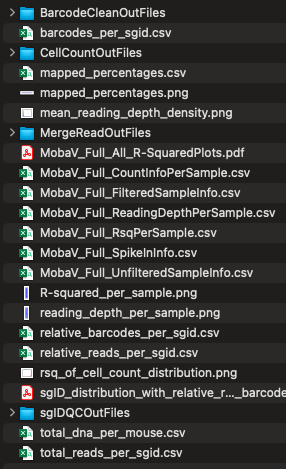 BarcodeCleanOutFiles
barcodes_per_sgid.csv
CellCountOutFiles
mapped_percentages.csv
mapped_percentages.png
mean_reading_depth_density.png
MergeReadOutFiles
MobaV_Full_All_R-SquaredPlots.pdf
MobaV_Full_CountInfoPerSample.csv
MobaV_Full_FilteredSampleInfo.csv
MobaV_Full_ReadingDepthPerSample.csv
MobaV_Full_RsqPerSample.csv
MobaV_Full_SpikeInInfo.csv
MobaV_Full_UnfilteredSampleInfo.csv
R-squared_per_sample.png
reading_depth_per_sample.png
relative_barcodes_per_sgid.csv
relative_reads_per_sgid.csv
rsq_of_cell_count_distribution.png
sgID_distribution_with_relative_r..._barcode
sgIDQCOutFiles
total_dna_per_mouse.csv
total_reads_per_sgid.csv